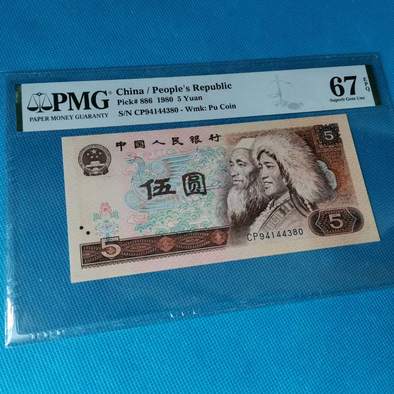 PMG
PAPER MONEY GUARANTY
China / People's Republic
Pick# 886 1980 5 Yuan
S/N CP94144380 - Wmk: Pu Coin
67 EPQ
Superb Gem Unc
中国人民银行
5
伍圆
5
5
CP94144380